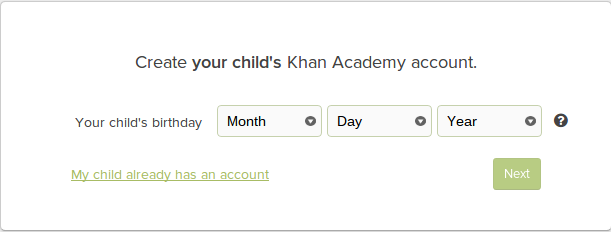 Create your child's Khan Academy account.
Your child's birthday Month Day Year ?
My child already has an account Next